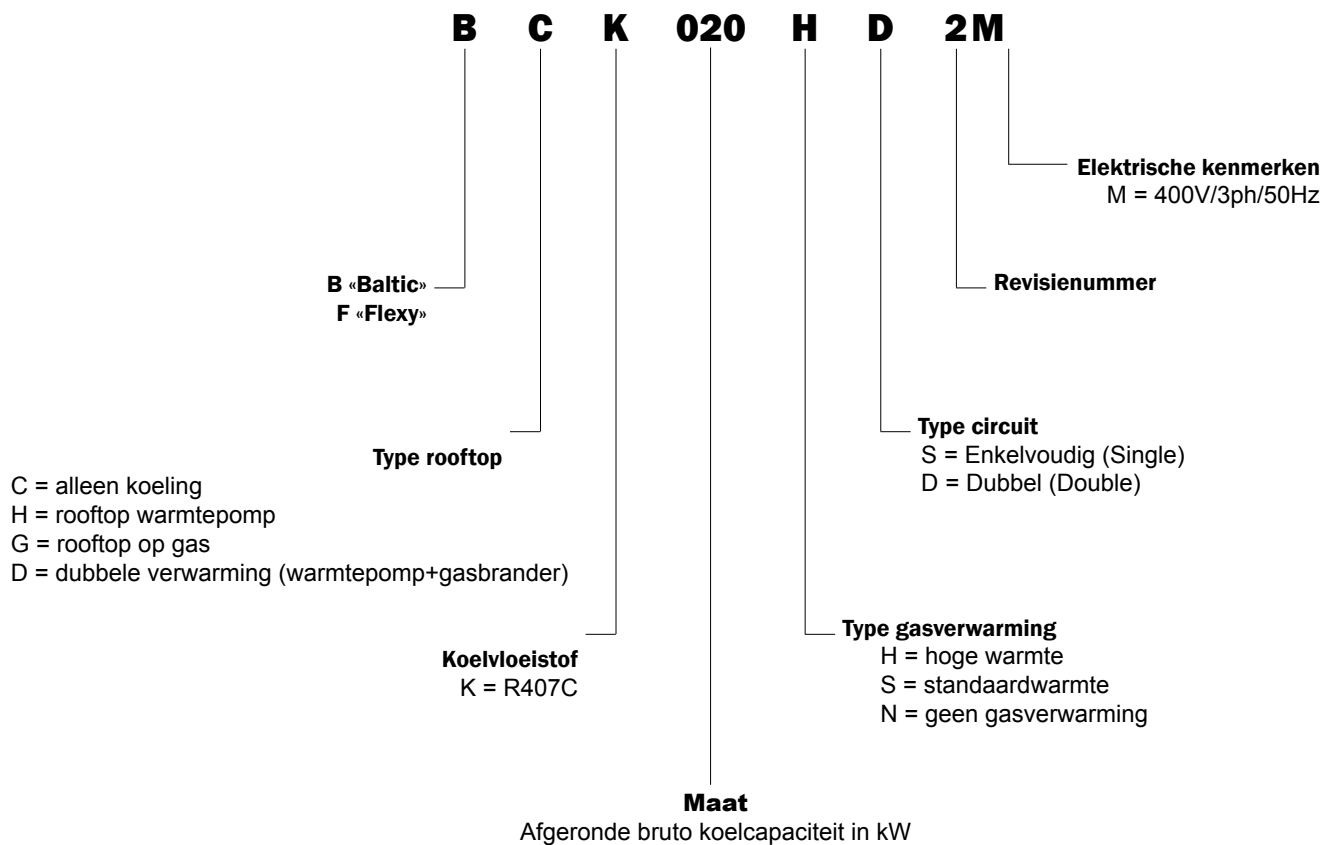 B C K 020 H D 2M
Elektrische kenmerken
M = 400V/3ph/50Hz
B «Baltic»
F «Flexy»
Revisienummer
Type rooftop
C = alleen koeling
H = rooftop warmtepomp
G = rooftop op gas
D = dubbele verwarming (warmtepomp+gasbrander)
Type circuit
S = Enkelvoudig (Single)
D = Dubbel (Double)
Koelvloeistof
K = R407C
Type gasverwarming
H = hoge warmte
S = standaardwarmte
N = geen gasverwarming
Maat
Afgeronde bruto koelcapaciteit in kW